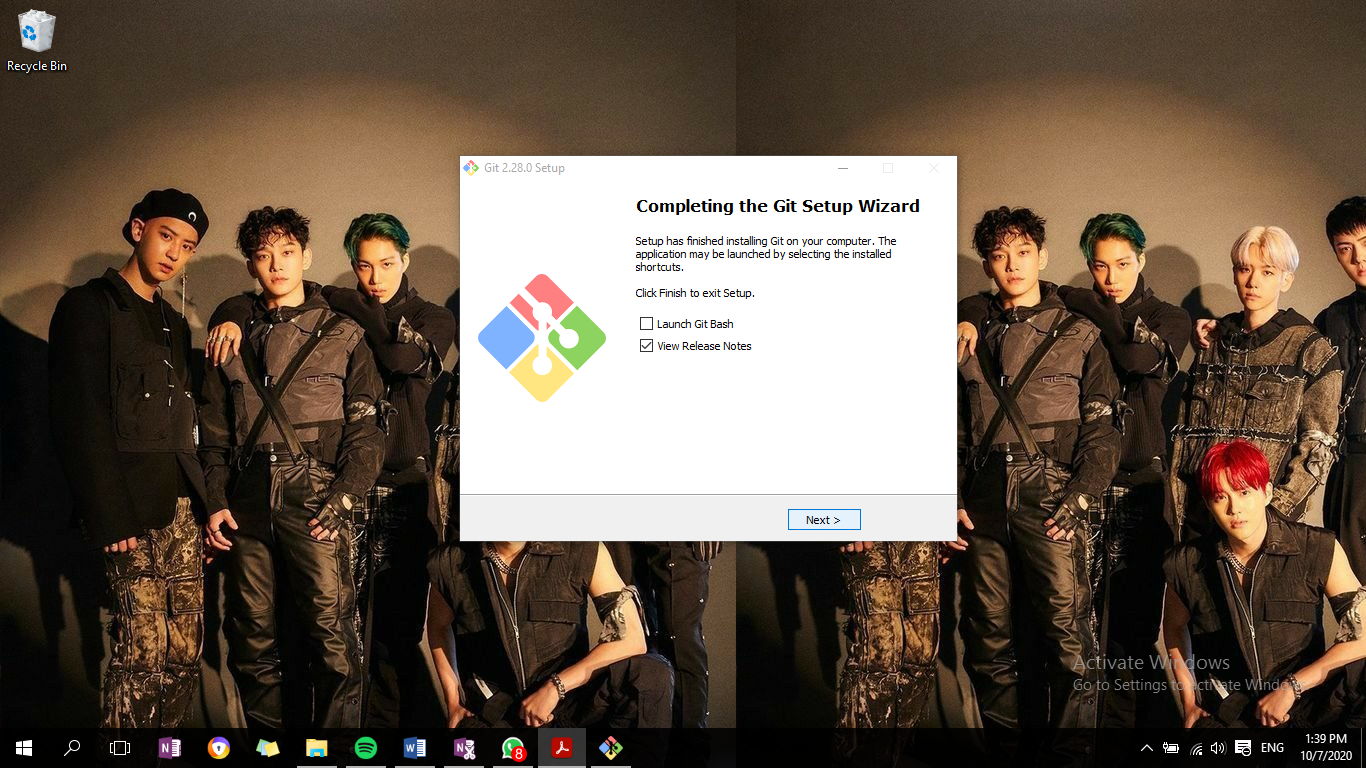 Recycle Bin
Git 2.28.0 Setup
Completing the Git Setup Wizard
Setup has finished installing Git on your computer. The
application may be launched by selecting the installed
shortcuts.
Click Finish to exit Setup.
Launch Git Bash
View Release Notes
Next >
Activate Windows
Go to Settings to activate Windows.
8
ENG
1:39 PM
10/7/2020